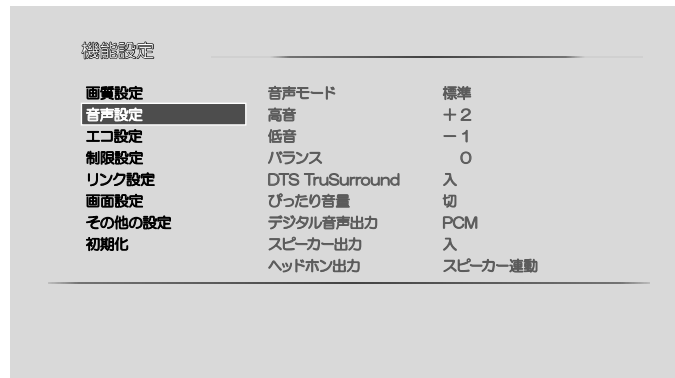 機能設定
画質設定 音声モード 標準
音声設定 高音 +2
エコ設定 低音 -1
制限設定 バランス 0
リンク設定 DTS TruSurround 入
画面設定 ぴったり音量 切
その他の設定 デジタル音声出力 PCM
初期化 スピーカー出力 入
ヘッドホン出力 スピーカー連動